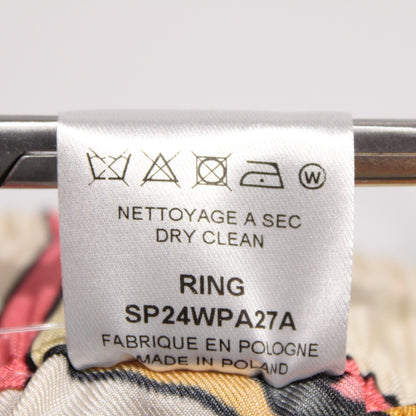 W
NETTOYAGE A SEC
DRY CLEAN
RING
SP24WPA27A
FABRIQUE EN POLOGNE
MADE IN POLAND